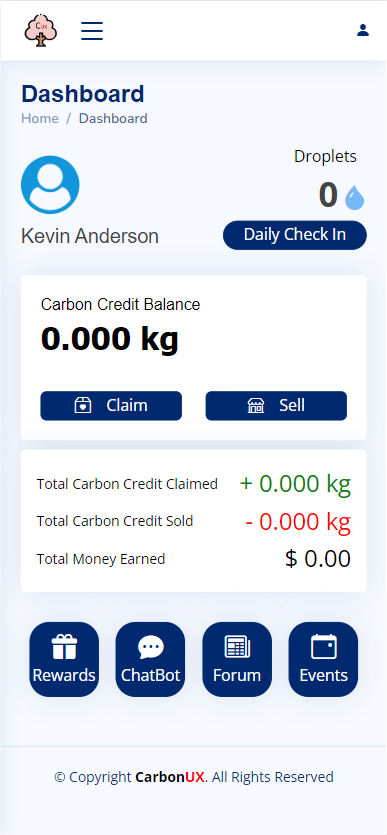 Cux
Dashboard
Home / Dashboard
Droplets
0
Kevin Anderson
Daily Check In
Carbon Credit Balance
0.000 kg
Claim
Sell
Total Carbon Credit Claimed + 0.000 kg
Total Carbon Credit Sold - 0.000 kg
Total Money Earned $ 0.00
Rewards ChatBot Forum Events
© Copyright CarbonUX. All Rights Reserved